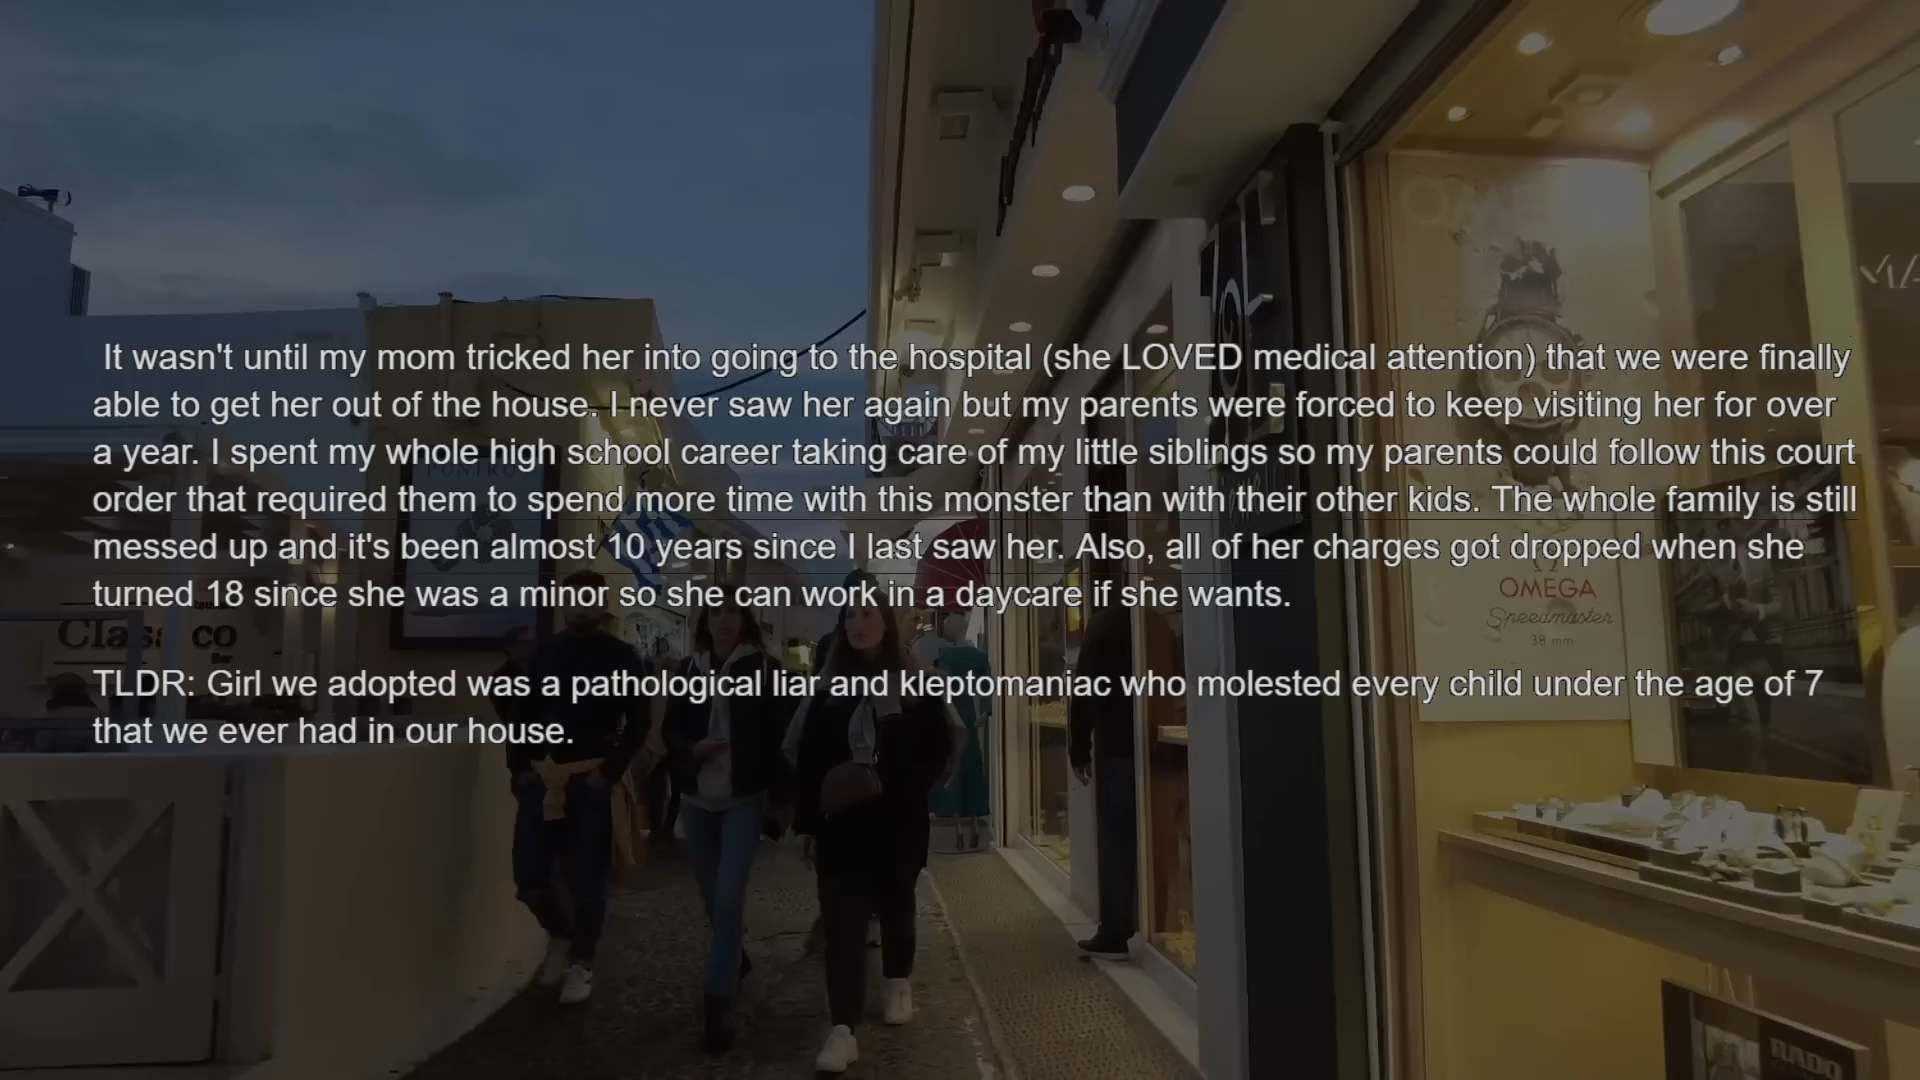 It wasn't until my mom tricked her into going to the hospital (she LOVED medical attention) that we were finally
able to get her out of the house. I never saw her again but my parents were forced to keep visiting her for over
a year. I spent my whole high school career taking care of my little siblings so my parents could follow this court
order that required them to spend more time with this monster than with their other kids. The whole family is still
messed up and it's been almost 10 years since I last saw her. Also, all of her charges got dropped when she
turned 18 since she was a minor so she can work in a daycare if she wants.
TLDR: Girl we adopted was a pathological liar and kleptomaniac who molested every child under the age of 7
that we ever had in our house.
OMEGA
Speedmaster
38 mm
Class co
Bar
RADO